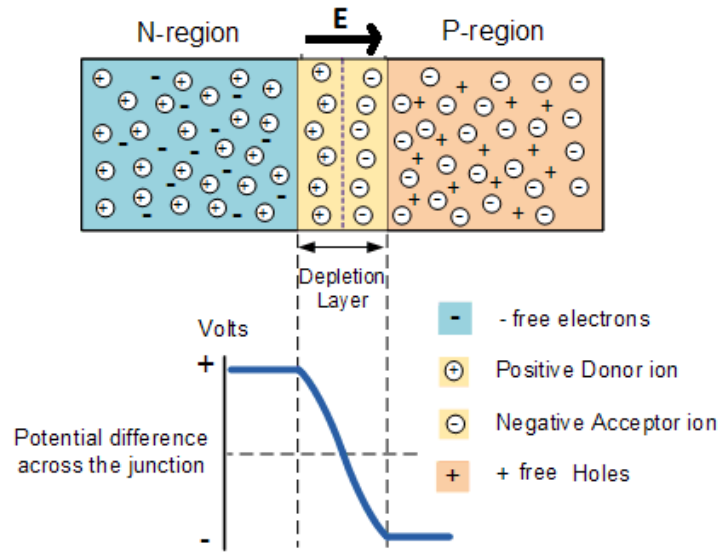 N-region
E
P-region
Depletion
Layer
Volts
+
Potential difference
across the junction
-
- - free electrons
+ Positive Donor ion
- Negative Acceptor ion
+ + free Holes